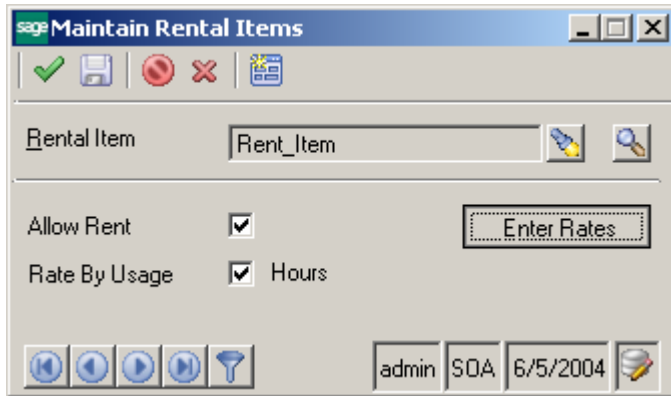 sage Maintain Rental Items
Rental Item Rent_Item
Allow Rent Enter Rates
Rate By Usage Hours
admin SOA 6/5/2004